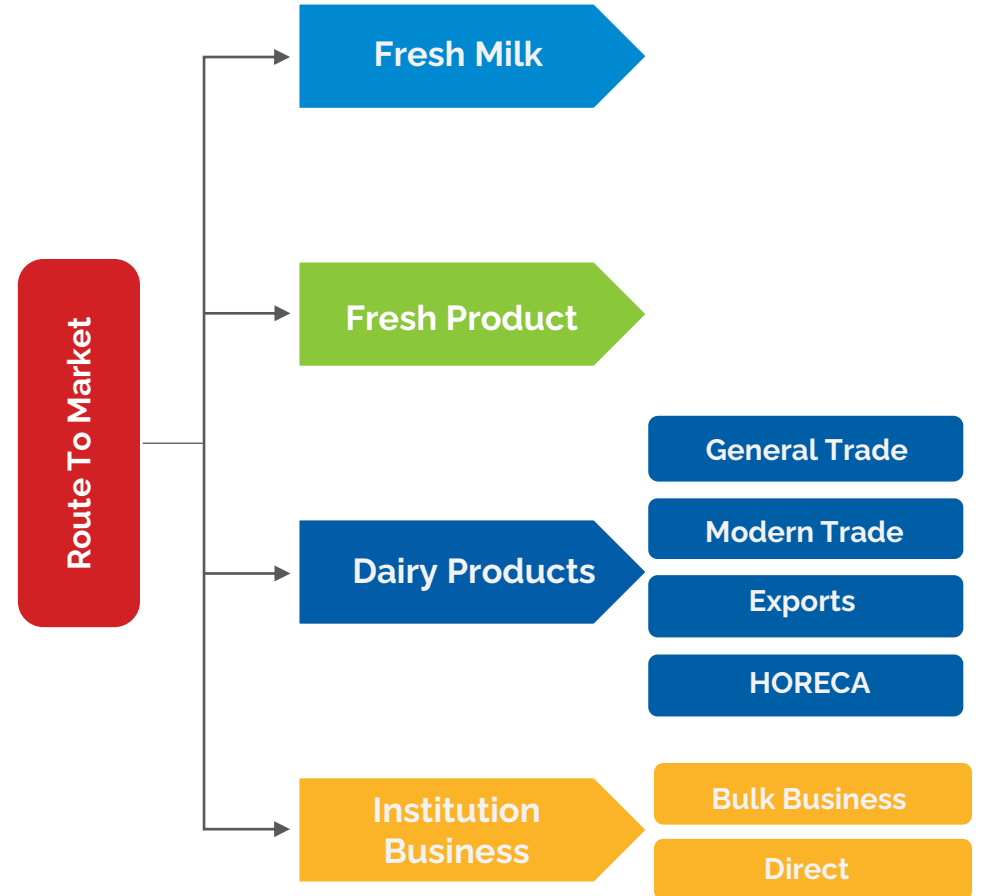 Route To Market
Fresh Milk
Fresh Product
Dairy Products
General Trade
Modern Trade
Exports
HORECA
Institution
Business
Bulk Business
Direct